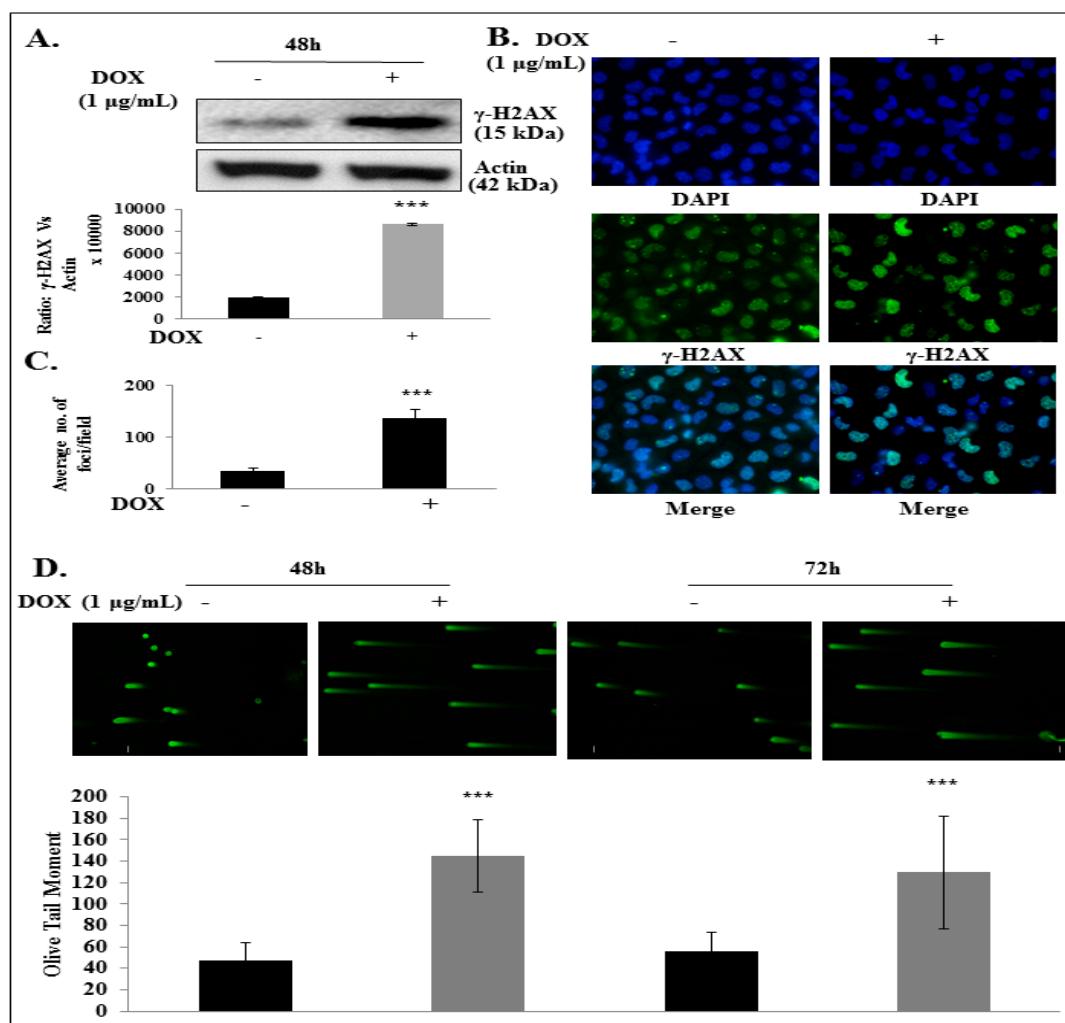 A.
48h
DOX - +
(1 µg/mL)
γ-H2AX
(15 kDa)
Actin
(42 kDa)
Ratio: γ-H2AX Vs
Actin
x 10000
10000
8000
6000
4000
2000
0
***
DOX - +
B. DOX - +
(1 µg/mL)
DAPI DAPI
γ-H2AX γ-H2AX
Merge Merge
C.
Average no. of
foci/field
200
100
0
***
DOX - +
D.
48h 72h
DOX (1 µg/mL) - + - +
Olive Tail Moment
200
180
160
140
120
100
80
60
40
20
0
*** ***